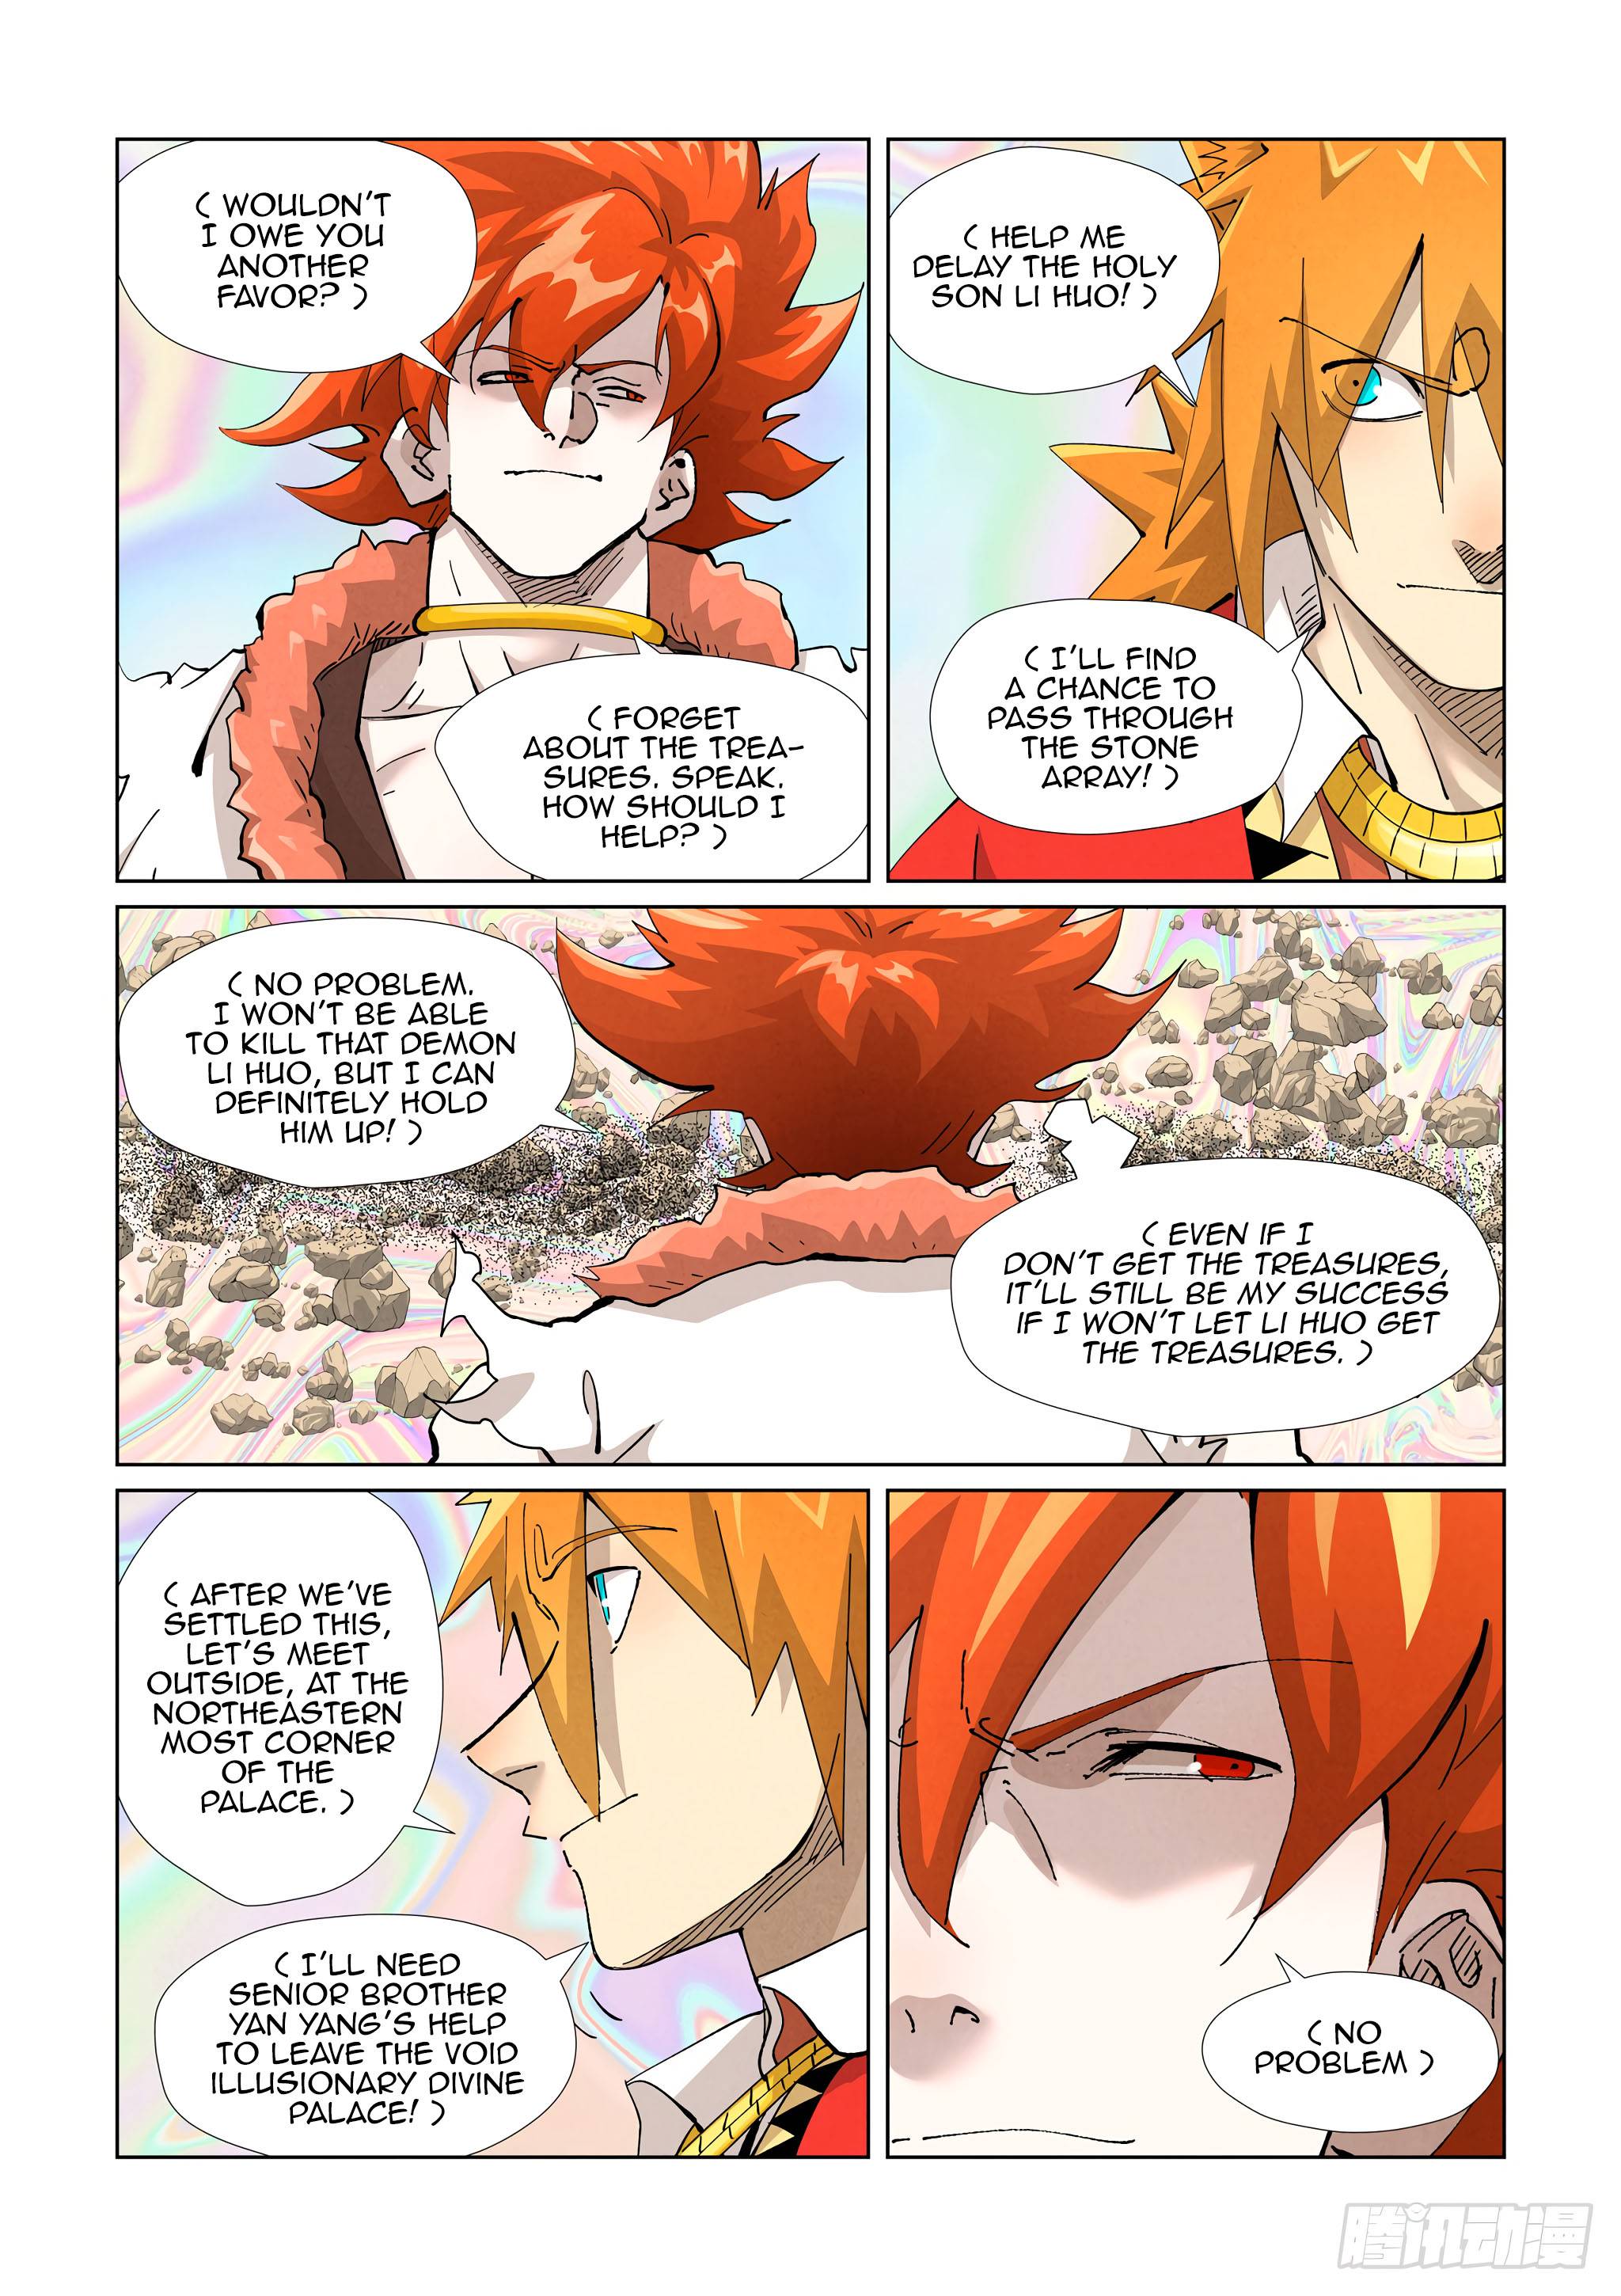 ( WOULDN'T
I OWE YOU
ANOTHER
FAVOR? )
( FORGET
ABOUT THE TREA-
SURES. SPEAK.
HOW SHOULD I
HELP? )
( HELP ME
DELAY THE HOLY
SON LI HUO! )
( I'LL FIND
A CHANCE TO
PASS THROUGH
THE STONE
ARRAY! )
( NO PROBLEM.
I WON'T BE ABLE
TO KILL THAT DEMON
LI HUO, BUT I CAN
DEFINITELY HOLD
HIM UP! )
( EVEN IF I
DON'T GET THE TREASURES,
IT'LL STILL BE MY SUCCESS
IF I WON'T LET LI HUO GET
THE TREASURES. )
( AFTER WE'VE
SETTLED THIS,
LET'S MEET
OUTSIDE, AT THE
NORTHEASTERN
MOST CORNER
OF THE
PALACE. )
( I'LL NEED
SENIOR BROTHER
YAN YANG'S HELP
TO LEAVE THE VOID
ILLUSIONARY DIVINE
PALACE! )
( NO
PROBLEM )
腾讯动漫